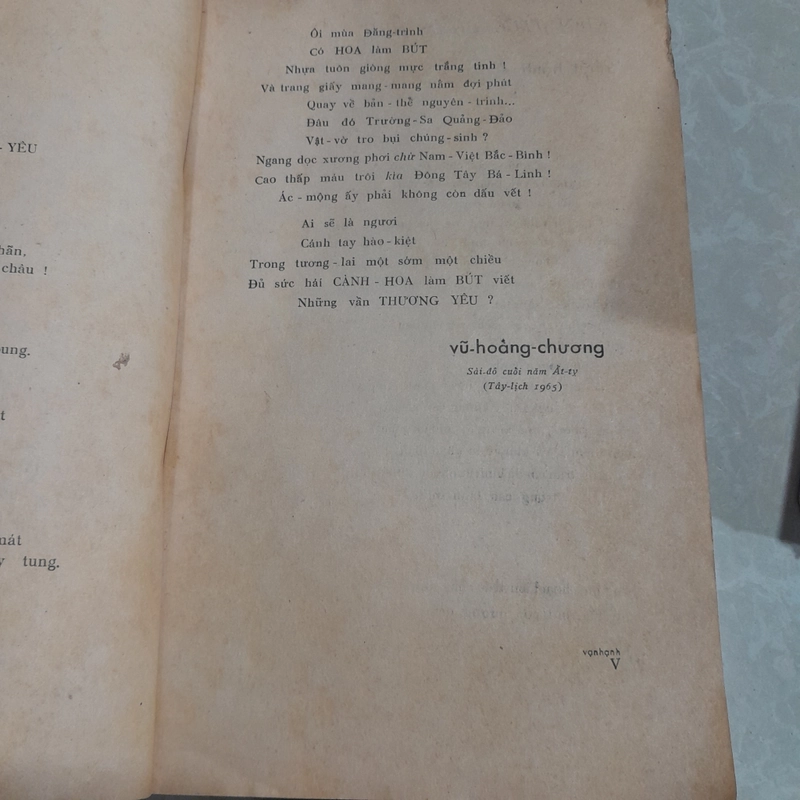 - YÊU
hẫn,
châu !
ung.
t
uát
tung.
Ôi mùa Đăng-trình
Có HOA làm BÚT
Nhựa tuôn giòng mực trắng tinh !
Và trang giấy mang-mang nằm đợi phút
Quay về bản - thể nguyên - trinh...
Đâu đó Trường-Sa Quảng-Đảo
Vật-vờ tro bụi chúng-sinh ?
Ngang dọc xương phơi chừ Nam - Việt Bắc - Bình !
Cao thấp máu trôi kìa Đông Tây Bá - Linh !
Ác - mộng ấy phải không còn dấu vết !
Ai sẽ là ngươi
Cánh tay hào - kiệt
Trong tương - lai một sớm một chiều
Đủ sức hái CÀNH - HOA làm BÚT viết
Những vần THƯƠNG YÊU ?
vũ-hoàng-chương
Sài-đô cuối năm Ất-tỵ
(Tây-lịch 1965)
vạnhạnh
V